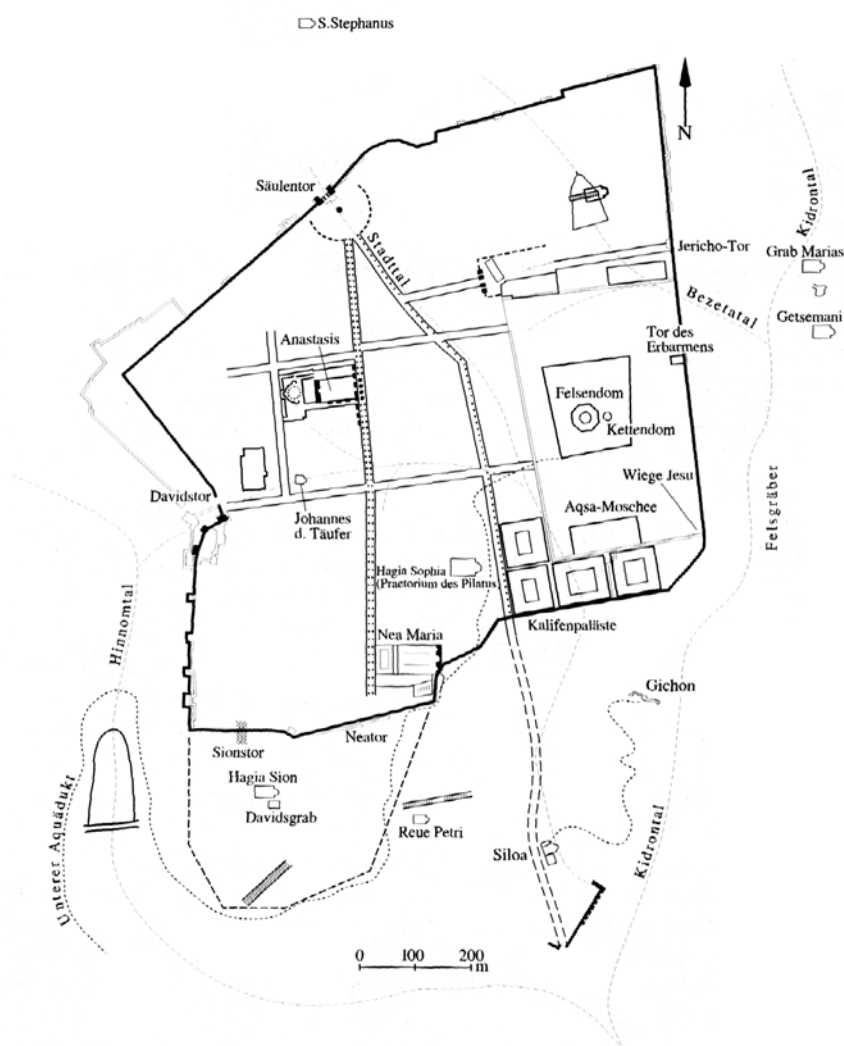 S.Stephanus
N
Säulentor
Stadttal
Kidrontal
Jericho-Tor
Grab Marias
Bezetatal
Getsemani
Tor des
Erbarmens
Anastasis
Felsendom
Kettendom
Wiege Jesu
Felsgräber
Davidstor
Johannes
d. Täufer
Aqsa-Moschee
Hagia Sophia
(Praetorium des Pilatus)
Kalifenpaläste
Hinnomtal
Nea Maria
Gichon
Neator
Sionstor
Hagia Sion
Davidsgrab
Reue Petri
Unterer Aquädukt
Siloa
Kidrontal
0 100 200
m